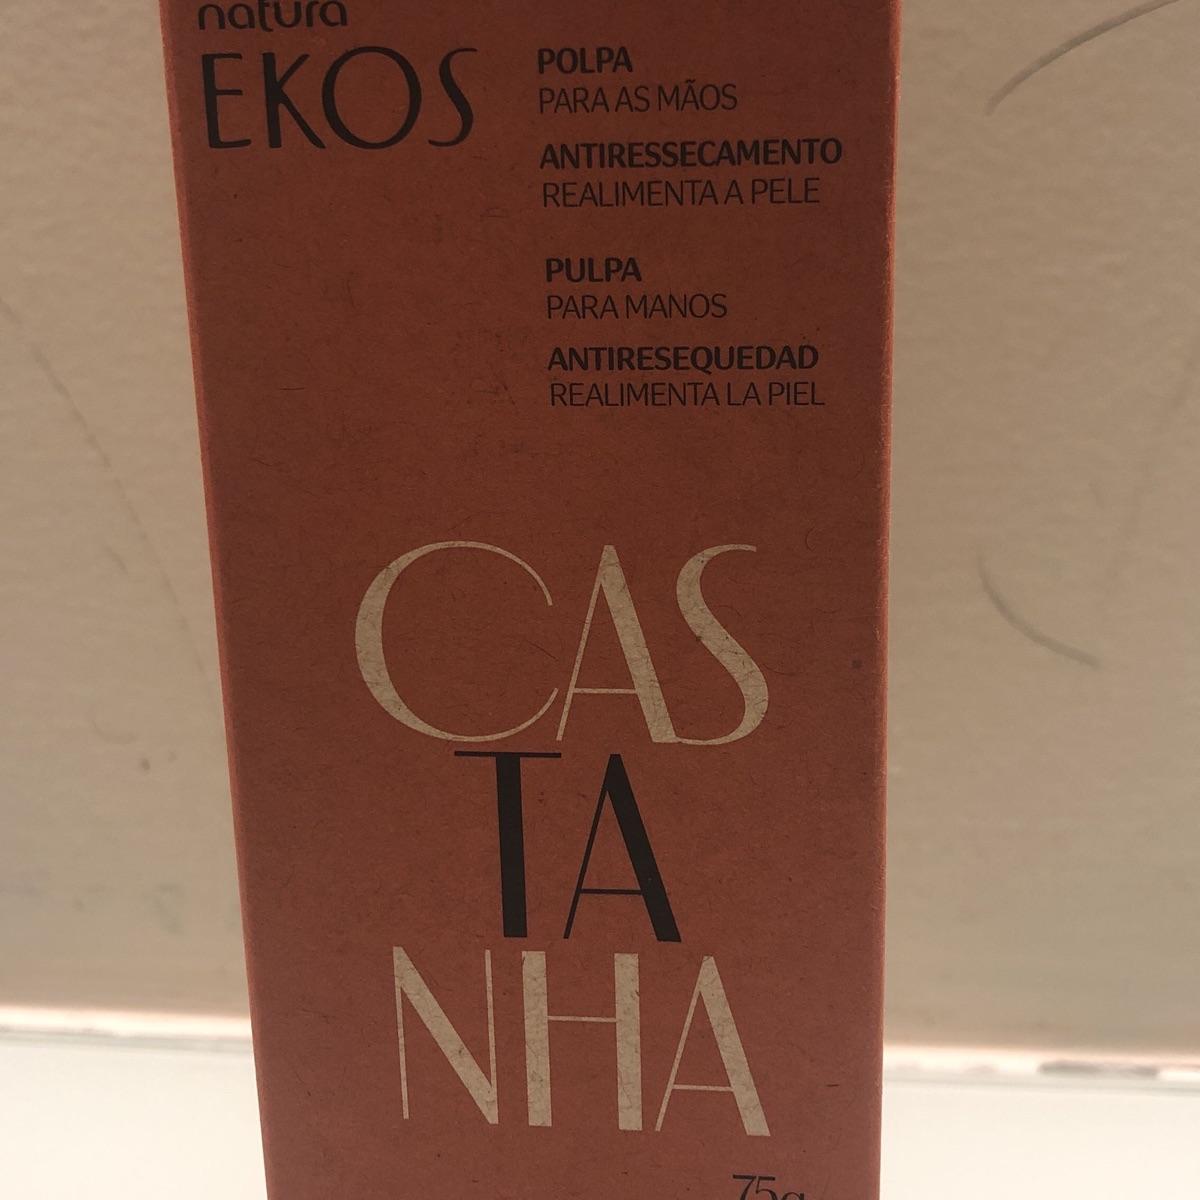 natura
EKOS
POLPA
PARA AS MÃOS
ANTIRESSECAMENTO
REALIMENTA A PELE
PULPA
PARA MANOS
ANTIRESEQUEDAD
REALIMENTA LA PIEL
CAS
TA
NHA
75g